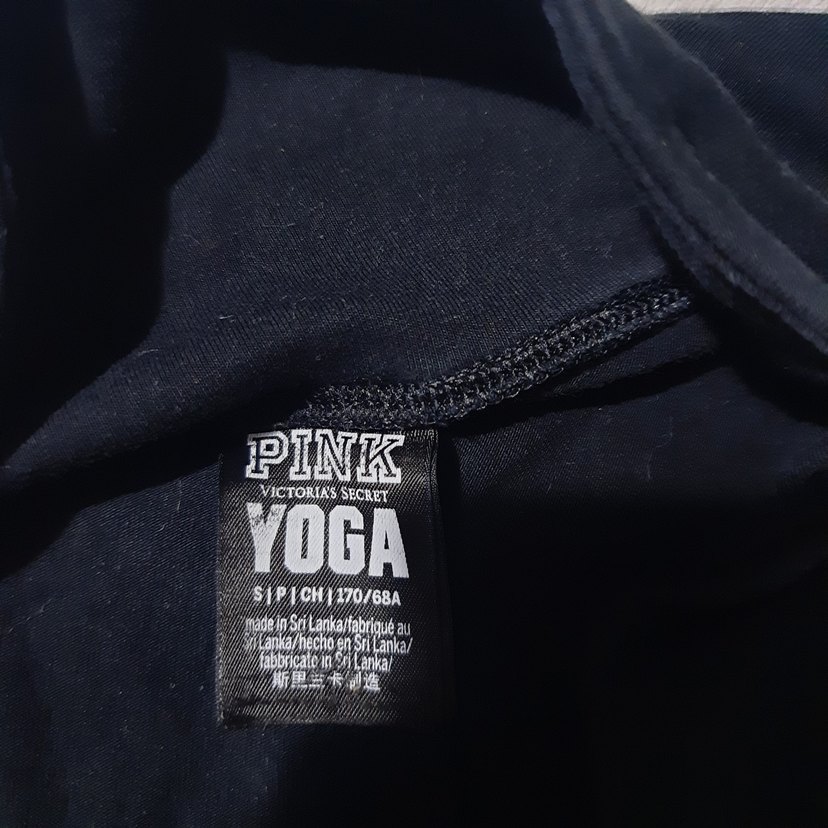 PINK
VICTORIA'S SECRET
YOGA
S|P|CH|170/68A
made in Sri Lanka/fabriqué au
Sri Lanka/hecho en Sri Lanka/
fabbricato in Sri Lanka/
斯里兰卡制造